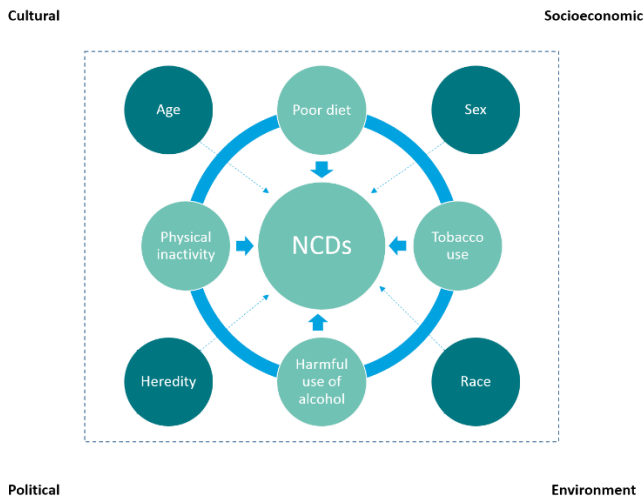 Cultural
Socioeconomic
Age
Poor diet
Sex
Physical
inactivity
NCDs
Tobacco
use
Heredity
Harmful
use of
alcohol
Race
Political
Environment